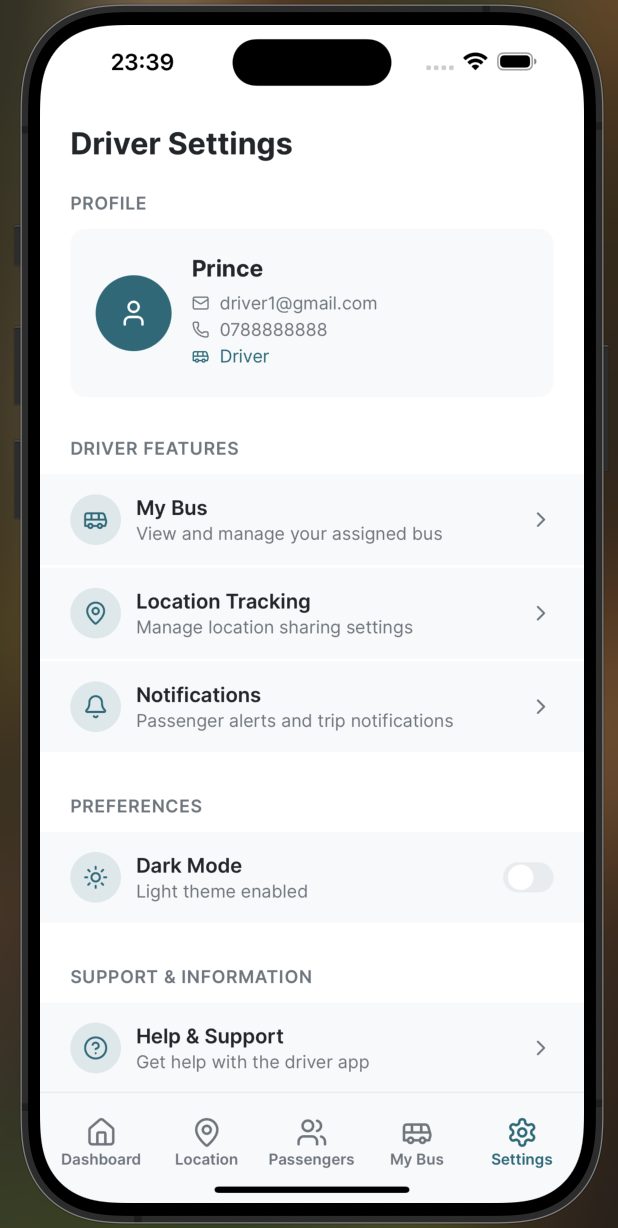 23:39
Driver Settings
PROFILE
Prince
driver1@gmail.com
0788888888
Driver
DRIVER FEATURES
My Bus
View and manage your assigned bus
Location Tracking
Manage location sharing settings
Notifications
Passenger alerts and trip notifications
PREFERENCES
Dark Mode
Light theme enabled
SUPPORT & INFORMATION
Help & Support
Get help with the driver app
Dashboard Location Passengers My Bus Settings